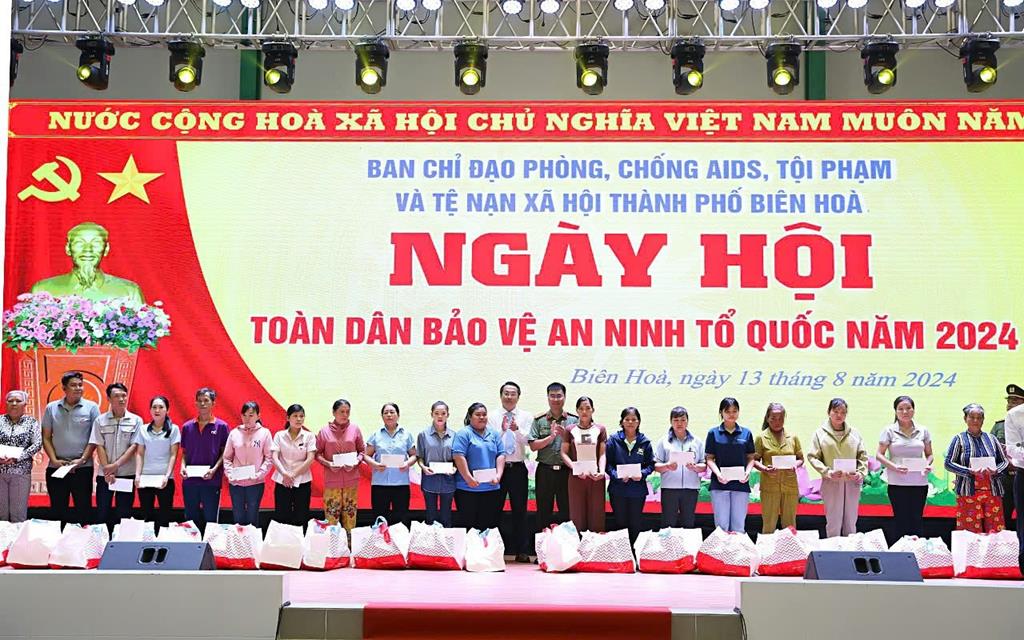 NƯỚC CỘNG HOÀ XÃ HỘI CHỦ NGHĨA VIỆT NAM MUÔN NĂM
BAN CHỈ ĐẠO PHÒNG, CHỐNG AIDS, TỘI PHẠM
VÀ TỆ NẠN XÃ HỘI THÀNH PHỐ BIÊN HOÀ
NGÀY HỘI
TOÀN DÂN BẢO VỆ AN NINH TỔ QUỐC NĂM 2024
Biên Hoà, ngày 13 tháng 8 năm 2024